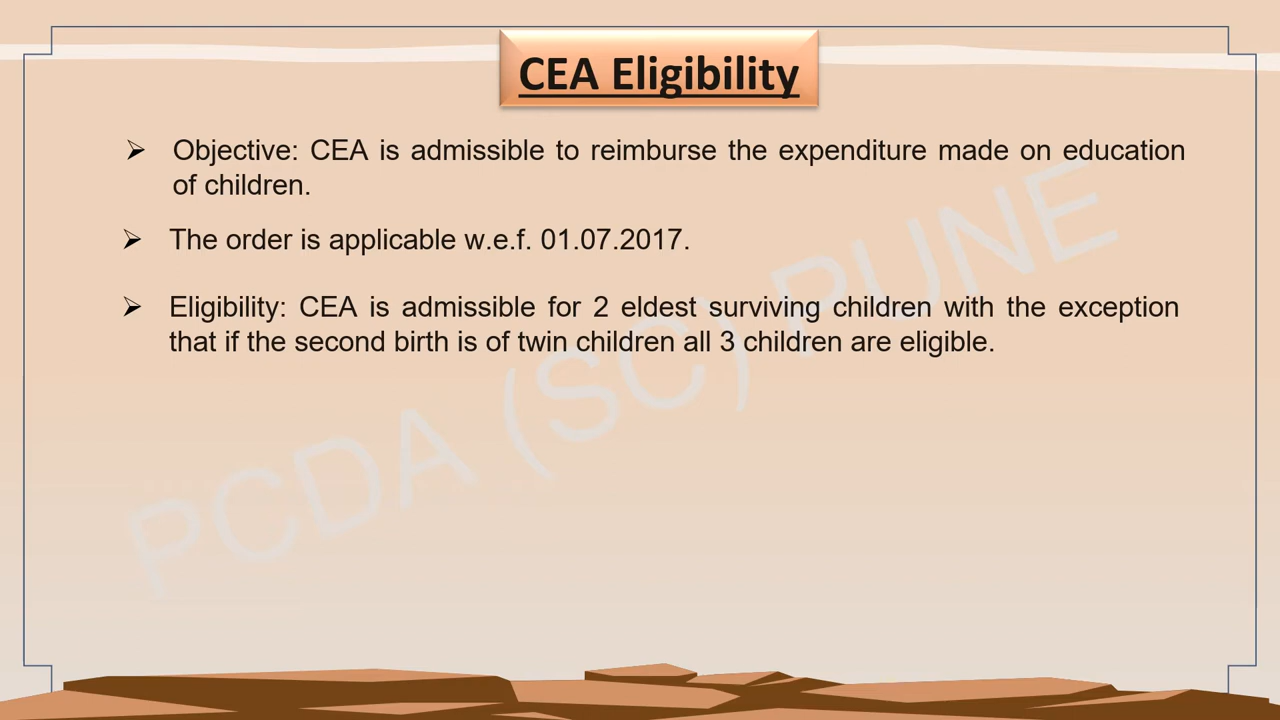 CEA Eligibility
➢ Objective: CEA is admissible to reimburse the expenditure made on education
of children.
➢ The order is applicable w.e.f. 01.07.2017.
➢ Eligibility: CEA is admissible for 2 eldest surviving children with the exception
that if the second birth is of twin children all 3 children are eligible.
PCDA (SC) PUNE